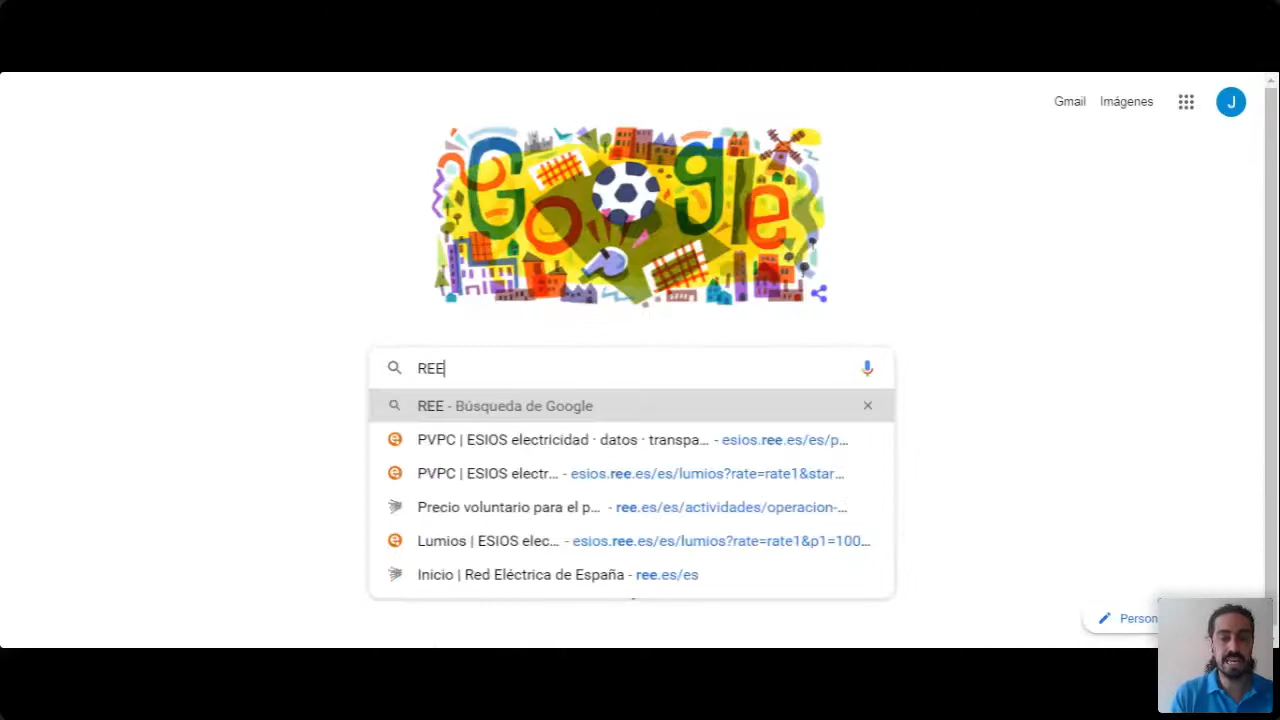 Gmail Imágenes J
Google
REE
REE - Búsqueda de Google
PVPC | ESIOS electricidad · datos · transpa... - esios.ree.es/es/p...
PVPC | ESIOS electr... - esios.ree.es/es/lumios?rate=rate1&star...
Precio voluntario para el p... - ree.es/es/actividades/operacion-...
Lumios | ESIOS elec... - esios.ree.es/es/lumios?rate=rate1&p1=100...
Inicio | Red Eléctrica de España - ree.es/es
Person